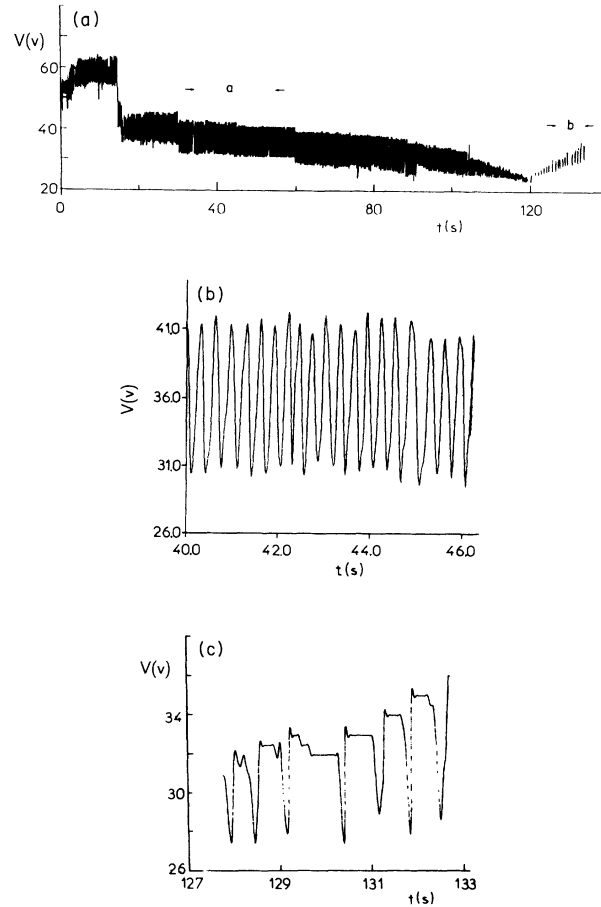 (a)
V(v)
60
40
20
→ a ←
→ b ←
0 40 80 120
t(s)
(b)
V(v)
41.0
36.0
31.0
26.0
40.0 42.0 44.0 46.0
t(s)
(c)
V(v)
34
30
26
127 129 131 133
t(s)